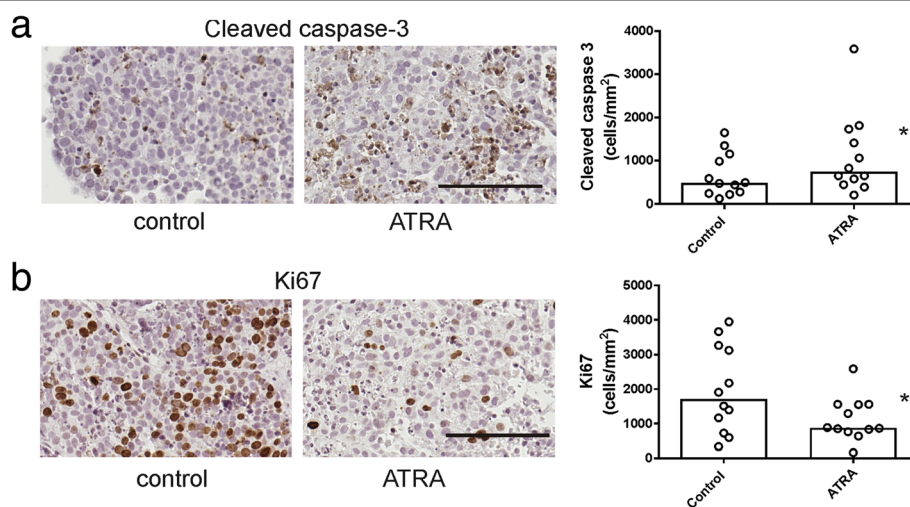 a
Cleaved caspase-3
control
ATRA
Cleaved caspase 3
(cells/mm²)
4000
3000
2000
1000
0
*
Control
ATRA
b
Ki67
control
ATRA
Ki67
(cells/mm²)
5000
4000
3000
2000
1000
0
*
Control
ATRA